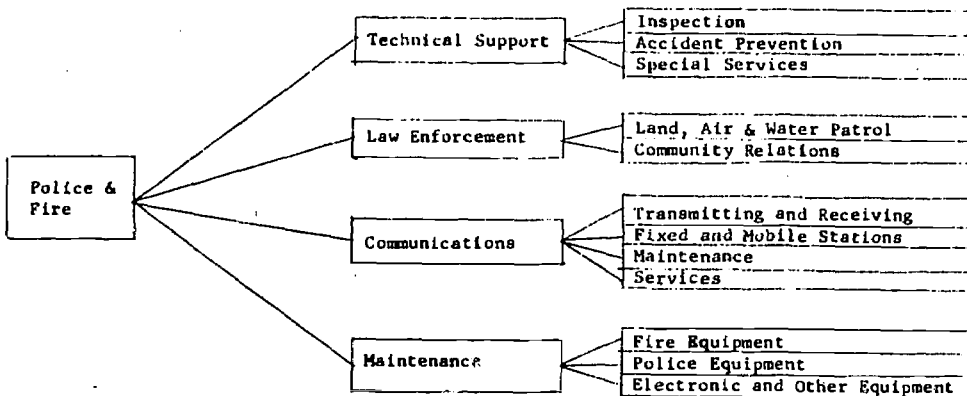 Police &
Fire
Technical Support
Inspection
Accident Prevention
Special Services
Law Enforcement
Land, Air & Water Patrol
Community Relations
Communications
Transmitting and Receiving
Fixed and Mobile Stations
Maintenance
Services
Maintenance
Fire Equipment
Police Equipment
Electronic and Other Equipment